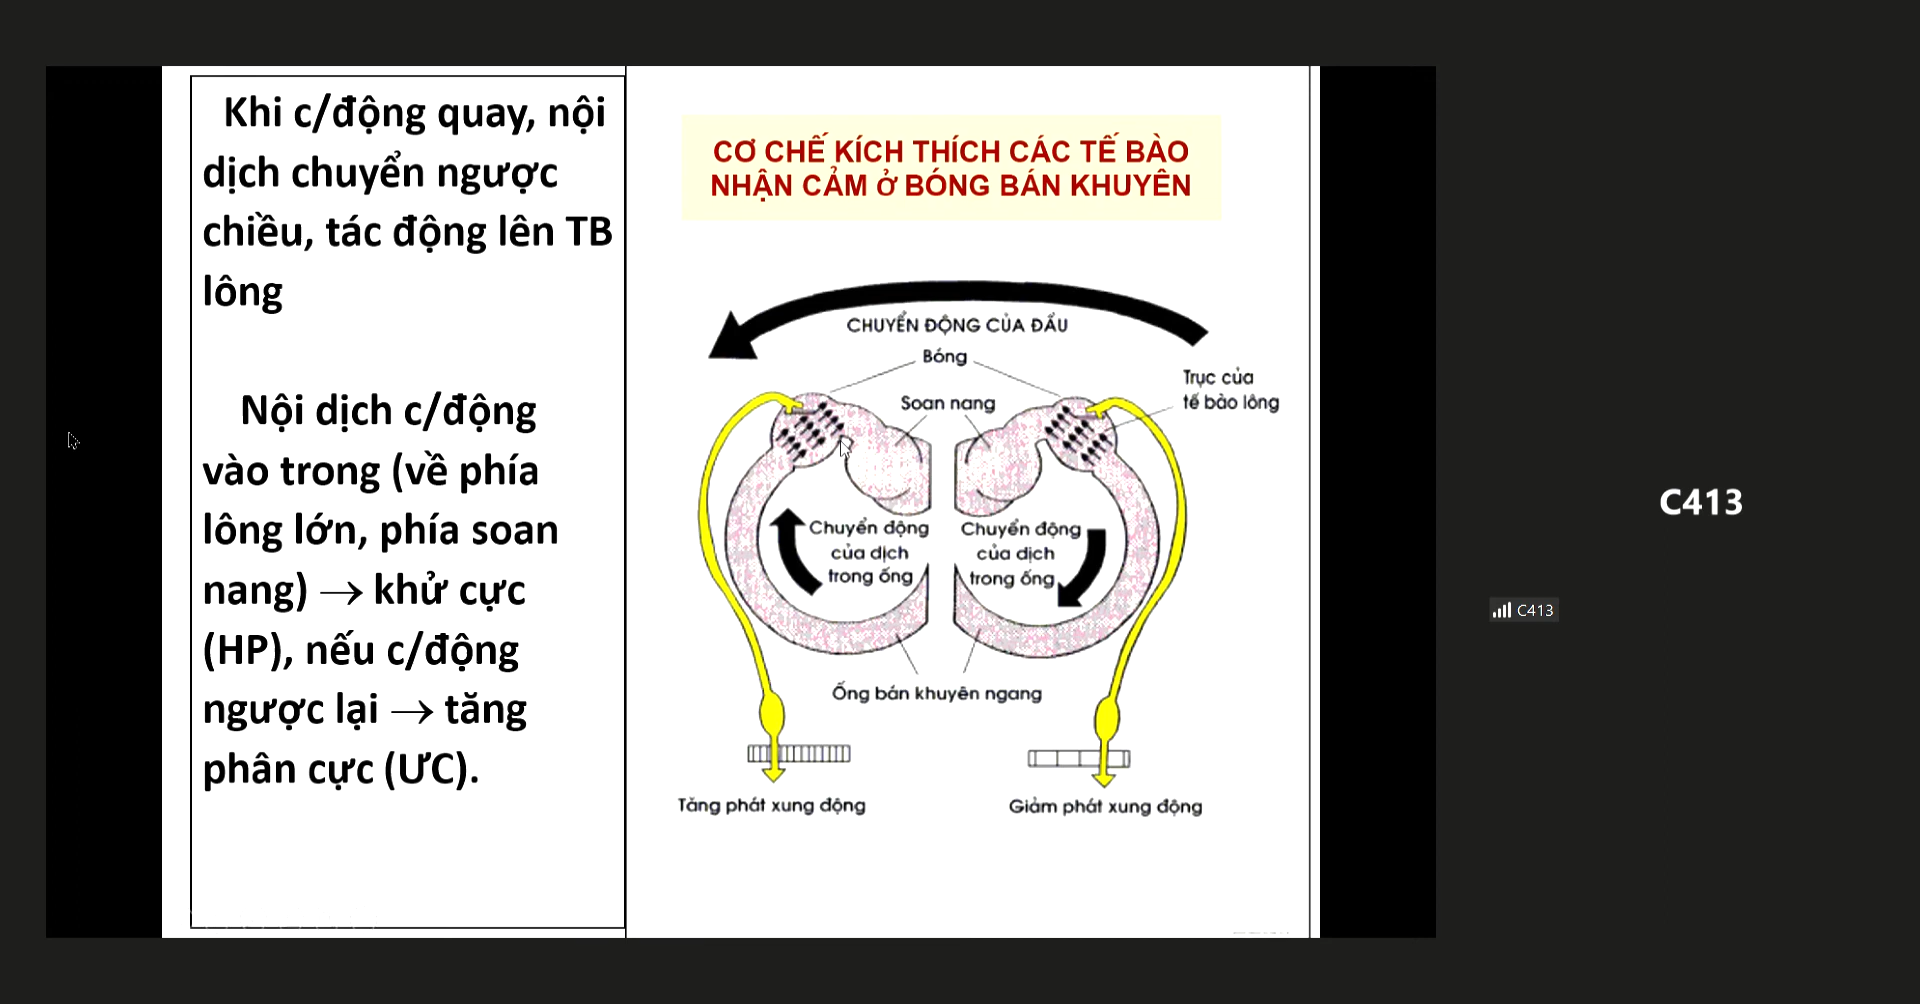 Khi c/động quay, nội
dịch chuyển ngược
chiều, tác động lên TB
lông
Nội dịch c/động
vào trong (về phía
lông lớn, phía soan
nang) → khử cực
(HP), nếu c/động
ngược lại → tăng
phân cực (ƯC).
CƠ CHẾ KÍCH THÍCH CÁC TẾ BÀO
NHẬN CẢM Ở BÓNG BÁN KHUYÊN
CHUYỂN ĐỘNG CỦA ĐẦU
Bóng
Trục của
tế bào lông
Soan nang
Chuyển động
của dịch
trong ống
Chuyển động
của dịch
trong ống
Ống bán khuyên ngang
Tăng phát xung động
Giảm phát xung động
C413
C413